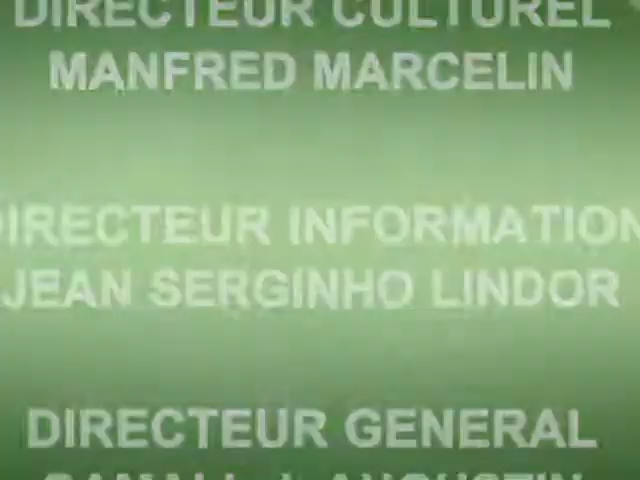 DIRECTEUR CULTUREL
MANFRED MARCELIN
DIRECTEUR INFORMATION
JEAN SERGINHO LINDOR
DIRECTEUR GENERAL